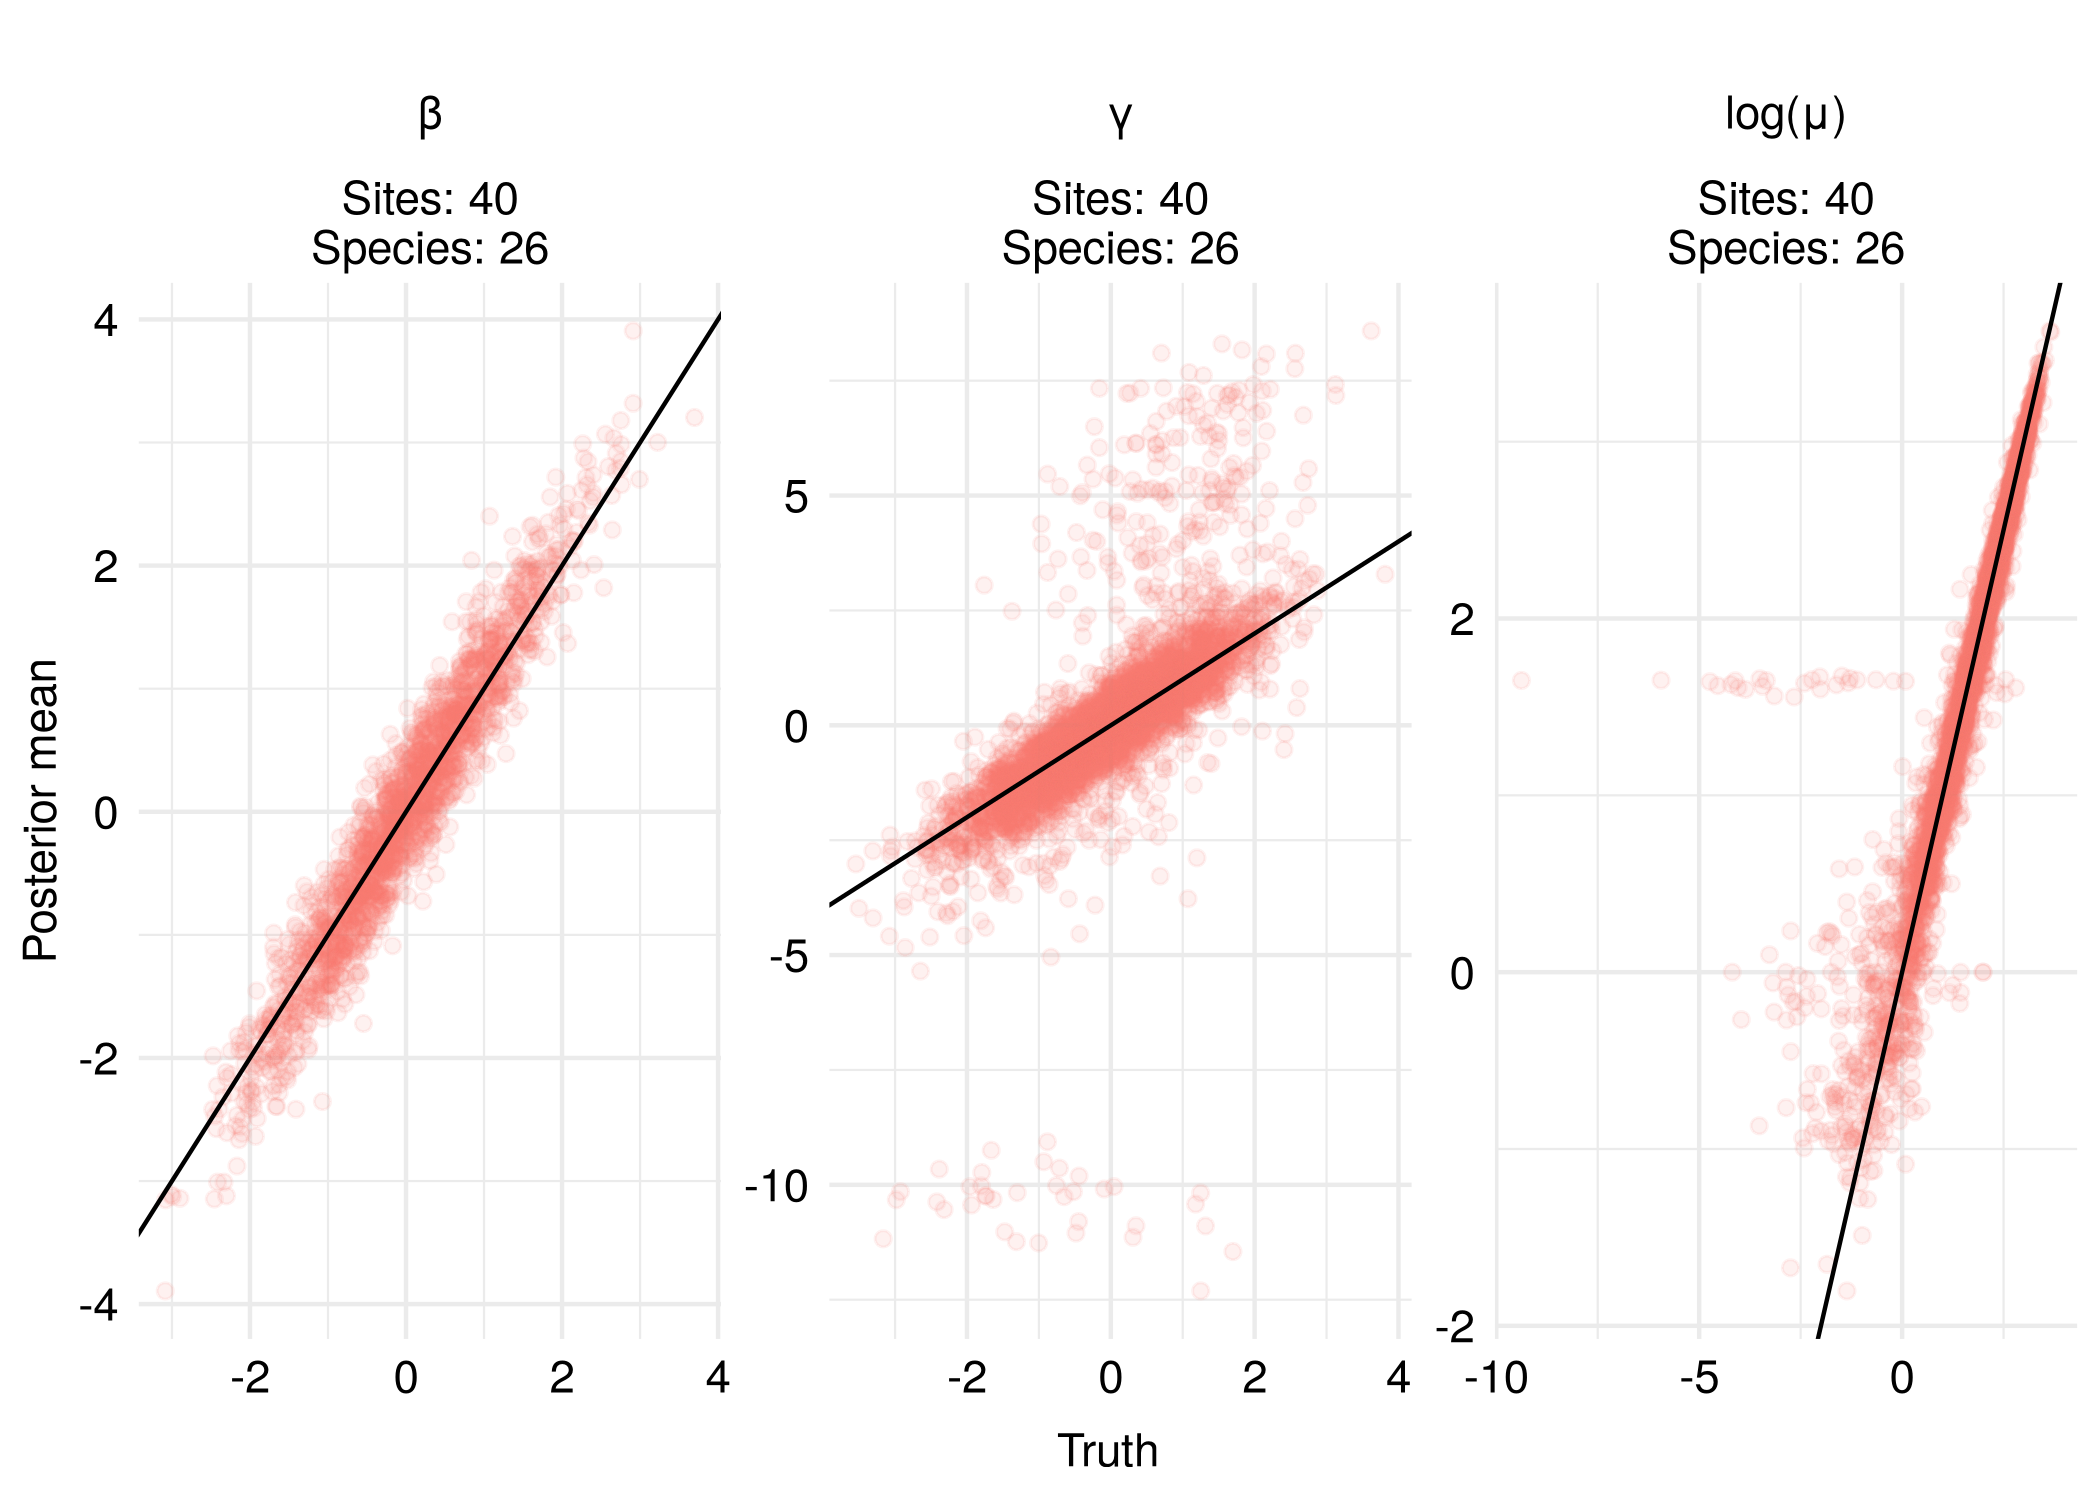 β
γ
log(μ)
Sites: 40
Species: 26
Sites: 40
Species: 26
Sites: 40
Species: 26
Posterior mean
4
2
0
-2
-4
5
0
-5
-10
2
0
-2
-2 0 2 4
-2 0 2 4
-10 -5 0
Truth